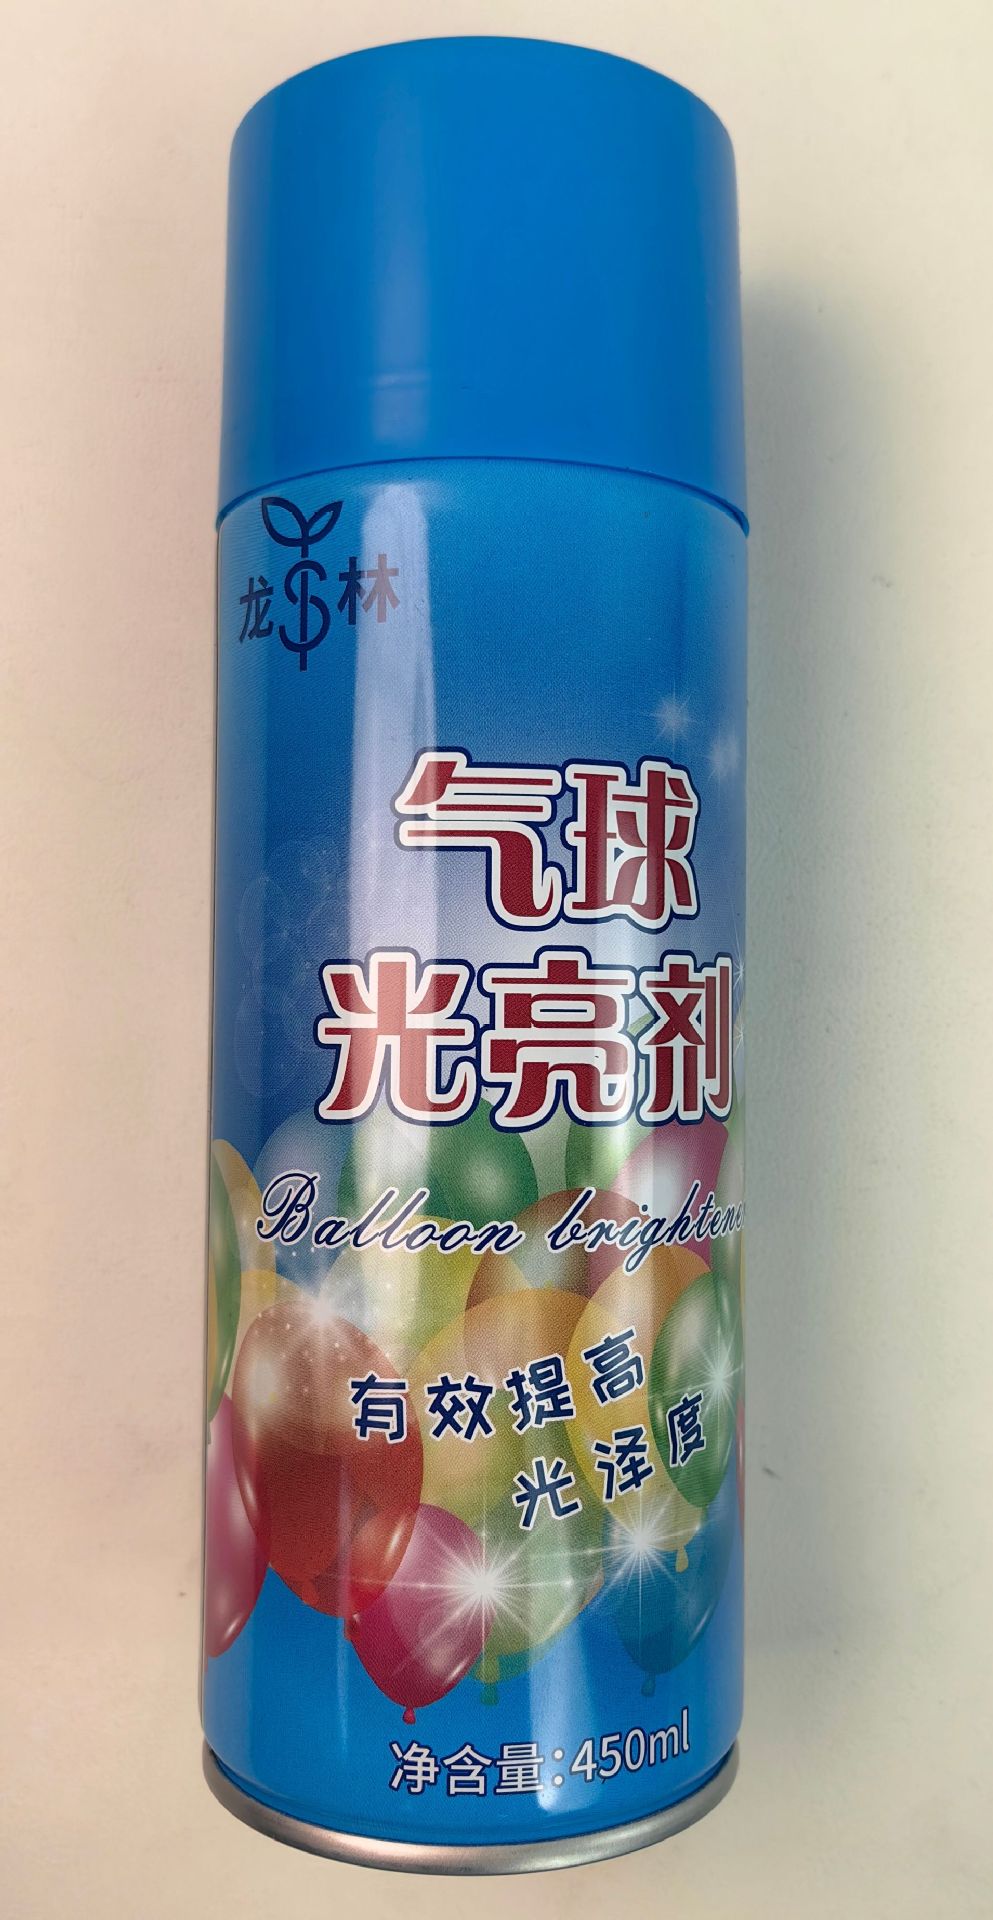 龙林
气球
光亮剂
Balloon brightener
有效提高
光泽度
净含量:450ml